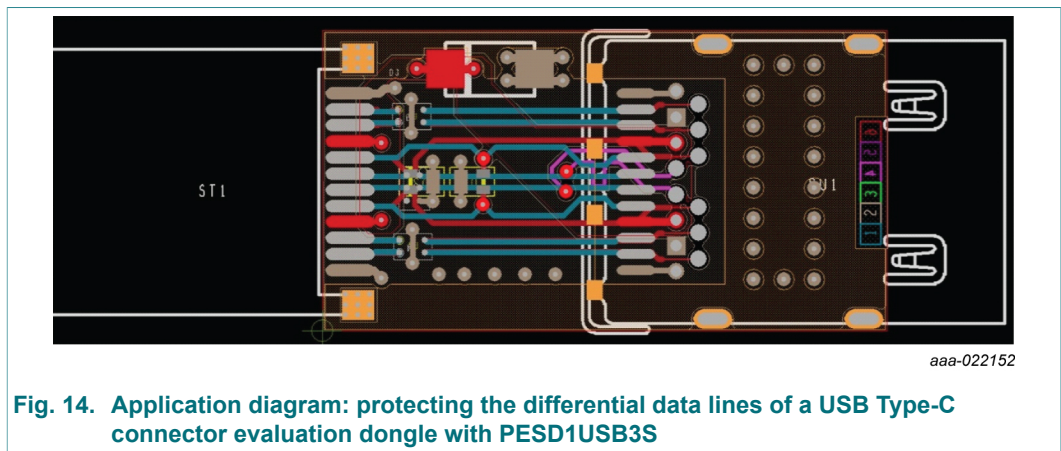 D3
ST1
BU1
1 2 3 4 5 6
aaa-022152
Fig. 14. Application diagram: protecting the differential data lines of a USB Type-C
connector evaluation dongle with PESD1USB3S